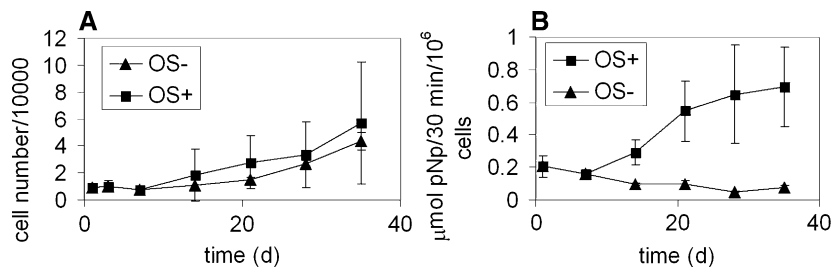 A
cell number/10000
12
10
8
6
4
2
0
OS-
OS+
0 20 40
time (d)
B
µmol pNp/30 min/10⁶
cells
1
0.8
0.6
0.4
0.2
0
OS+
OS-
0 20 40
time (d)